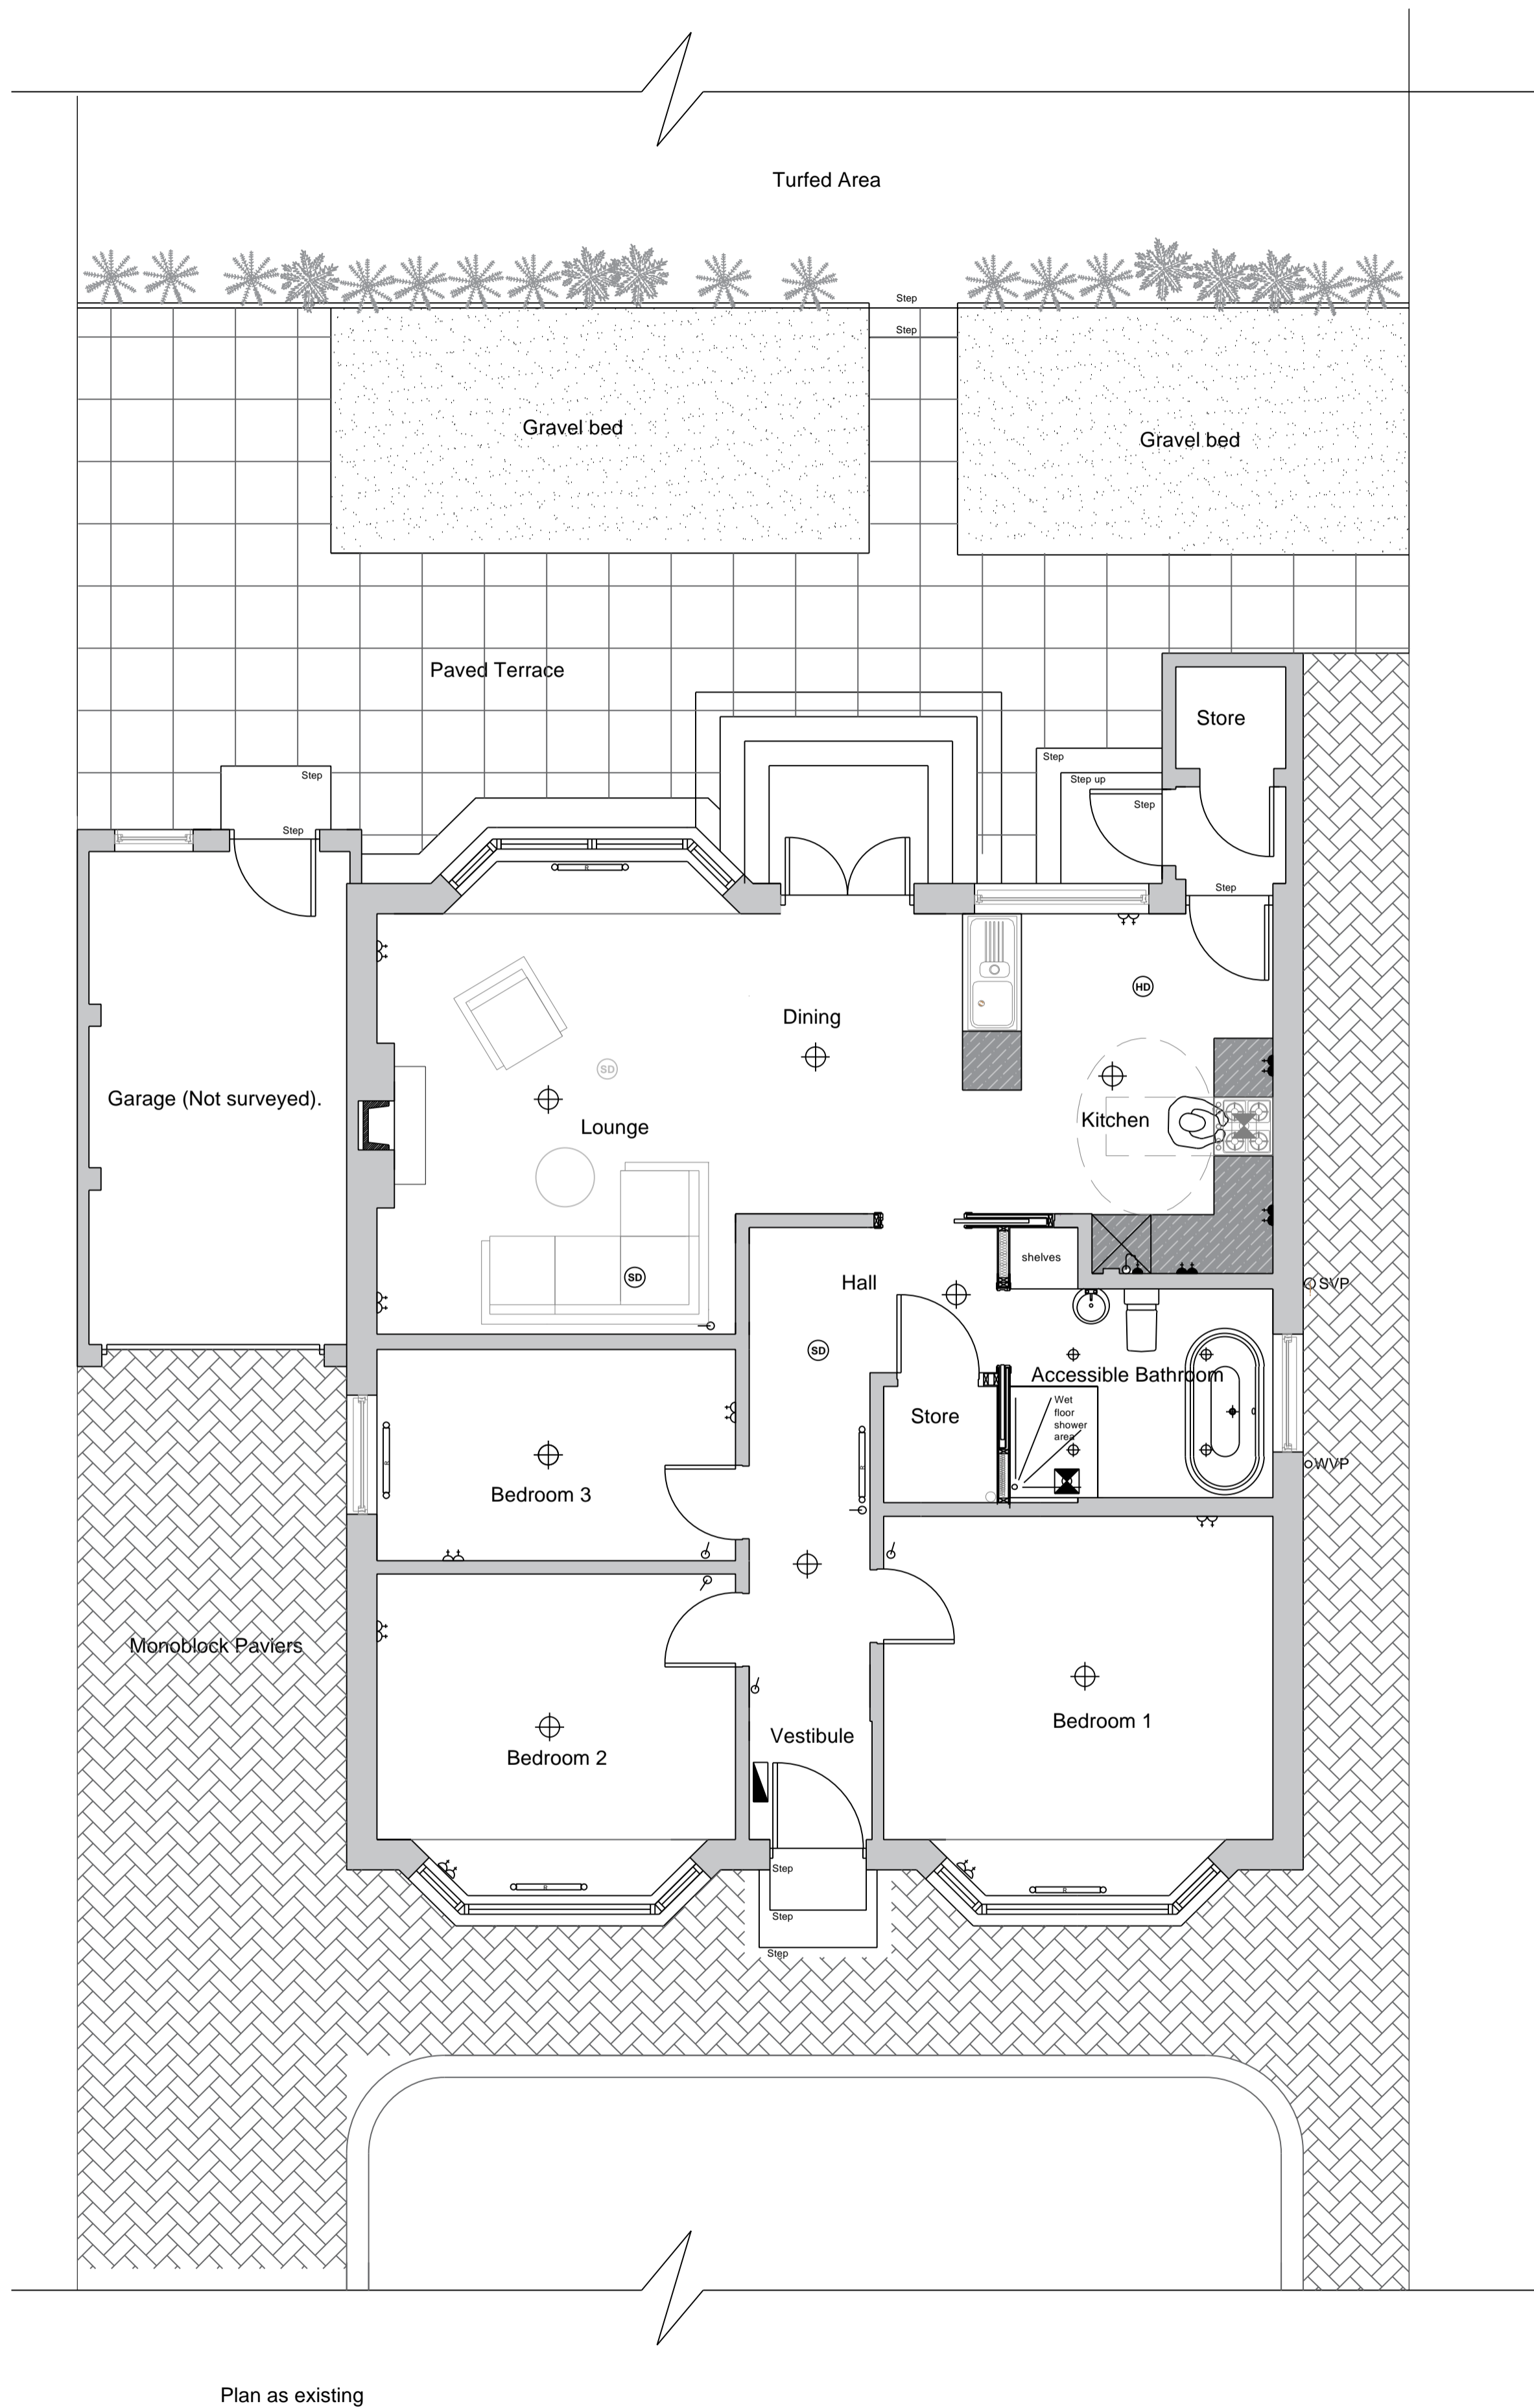 Turfed Area
Step
Step
Gravel bed
Gravel bed
Paved Terrace
Store
Step
Step up
Step
Step
Step
Step
HD
Dining
SD
Garage (Not surveyed).
Lounge
Kitchen
shelves
Hall
SD
SVP
SD
Accessible Bathroom
Wet
floor
shower
area
Store
WVP
Bedroom 3
Monoblock Paviers
Bedroom 1
Vestibule
Bedroom 2
Step
Step
Step
Plan as existing